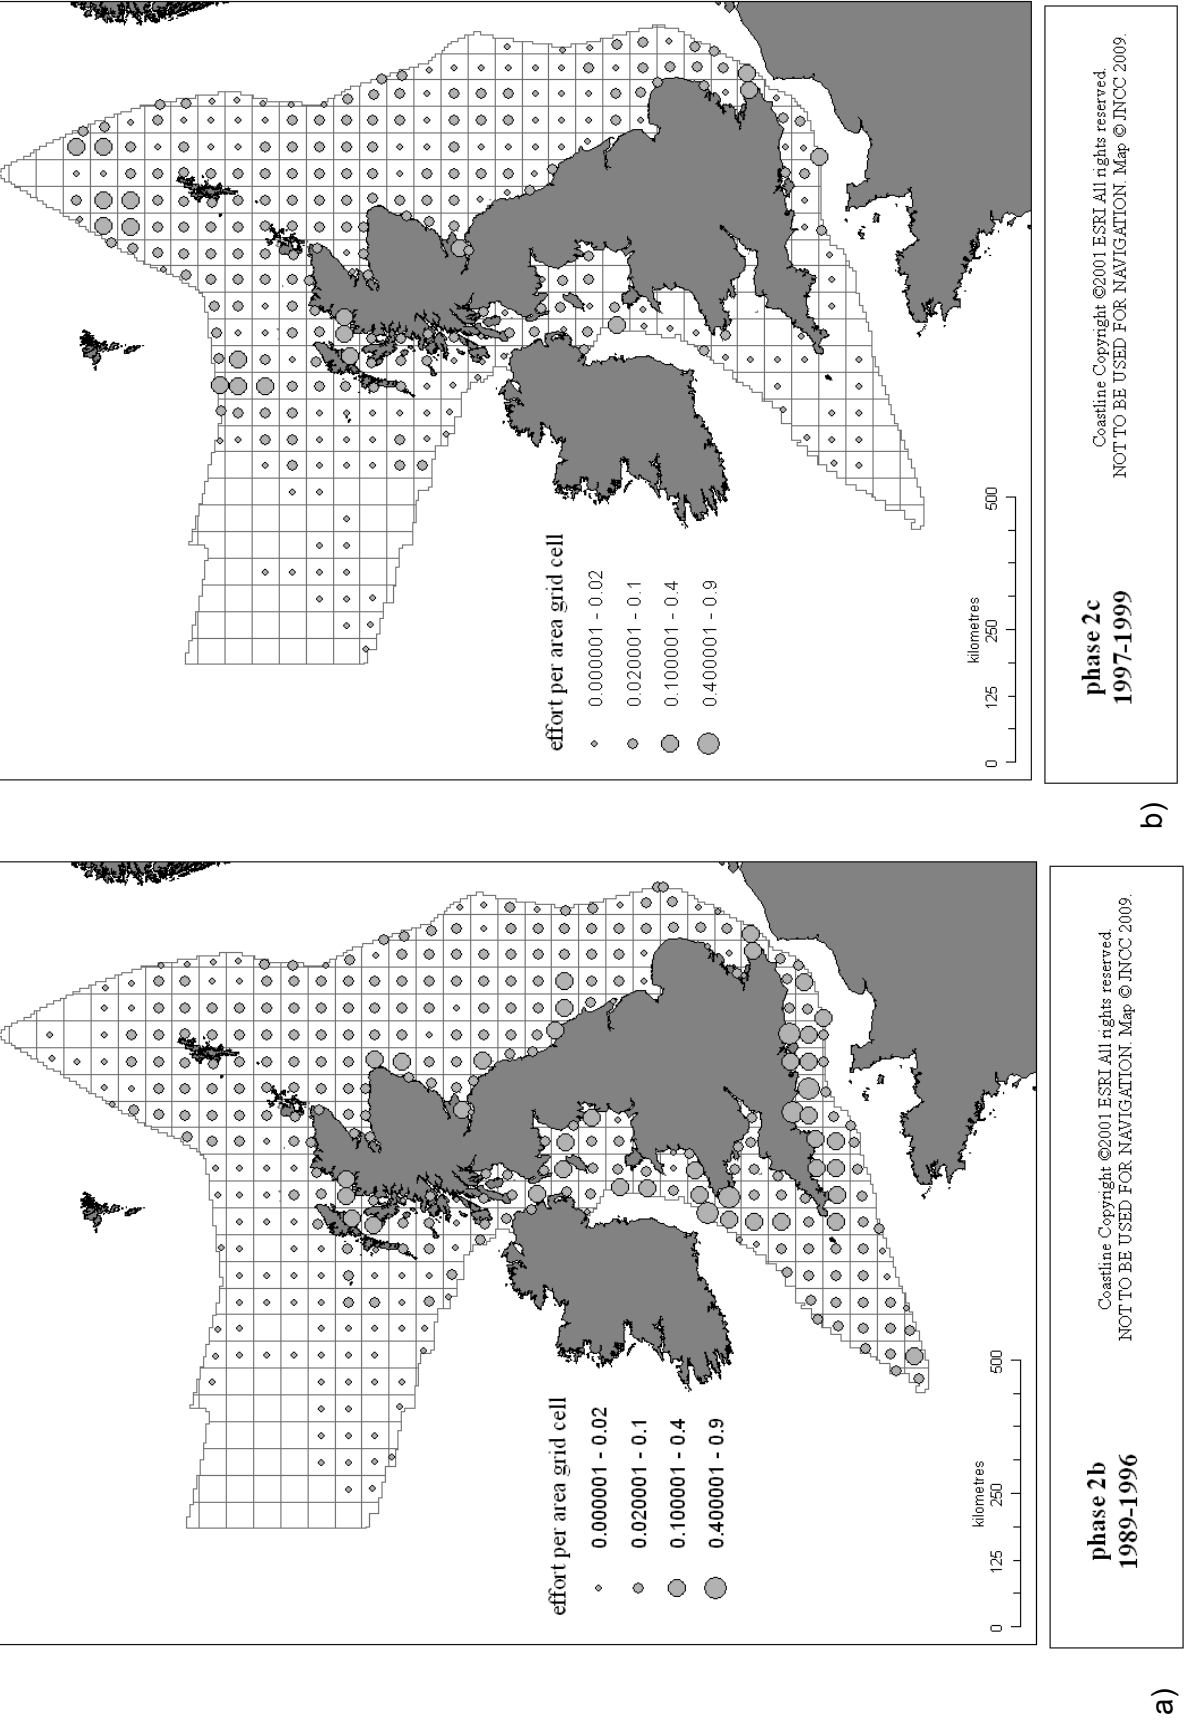 a)
effort per area grid cell
0.000001 - 0.02
0.020001 - 0.1
0.100001 - 0.4
0.400001 - 0.9
kilometres
0 125 250 500
phase 2b
1989-1996
Coastline Copyright ©2001 ESRI All rights reserved.
NOT TO BE USED FOR NAVIGATION. Map © JNCC 2009.
b)
effort per area grid cell
0.000001 - 0.02
0.020001 - 0.1
0.100001 - 0.4
0.400001 - 0.9
kilometres
0 125 250 500
phase 2c
1997-1999
Coastline Copyright ©2001 ESRI All rights reserved.
NOT TO BE USED FOR NAVIGATION. Map © JNCC 2009.